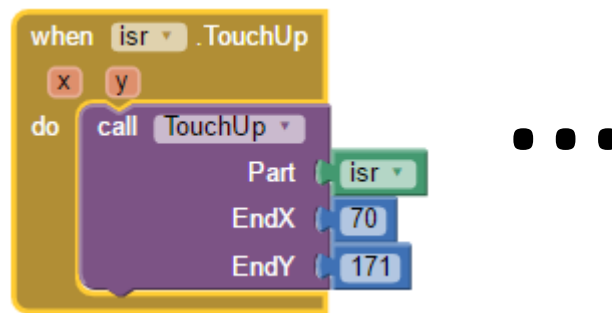 when isr .TouchUp
x y
do call TouchUp
Part isr
EndX 70
EndY 171